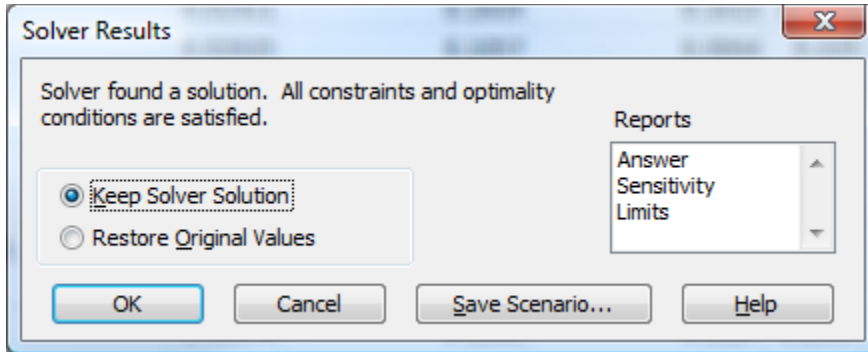 Solver Results
Solver found a solution. All constraints and optimality
conditions are satisfied.
Reports
Answer
Sensitivity
Limits
Keep Solver Solution
Restore Original Values
OK
Cancel
Save Scenario...
Help